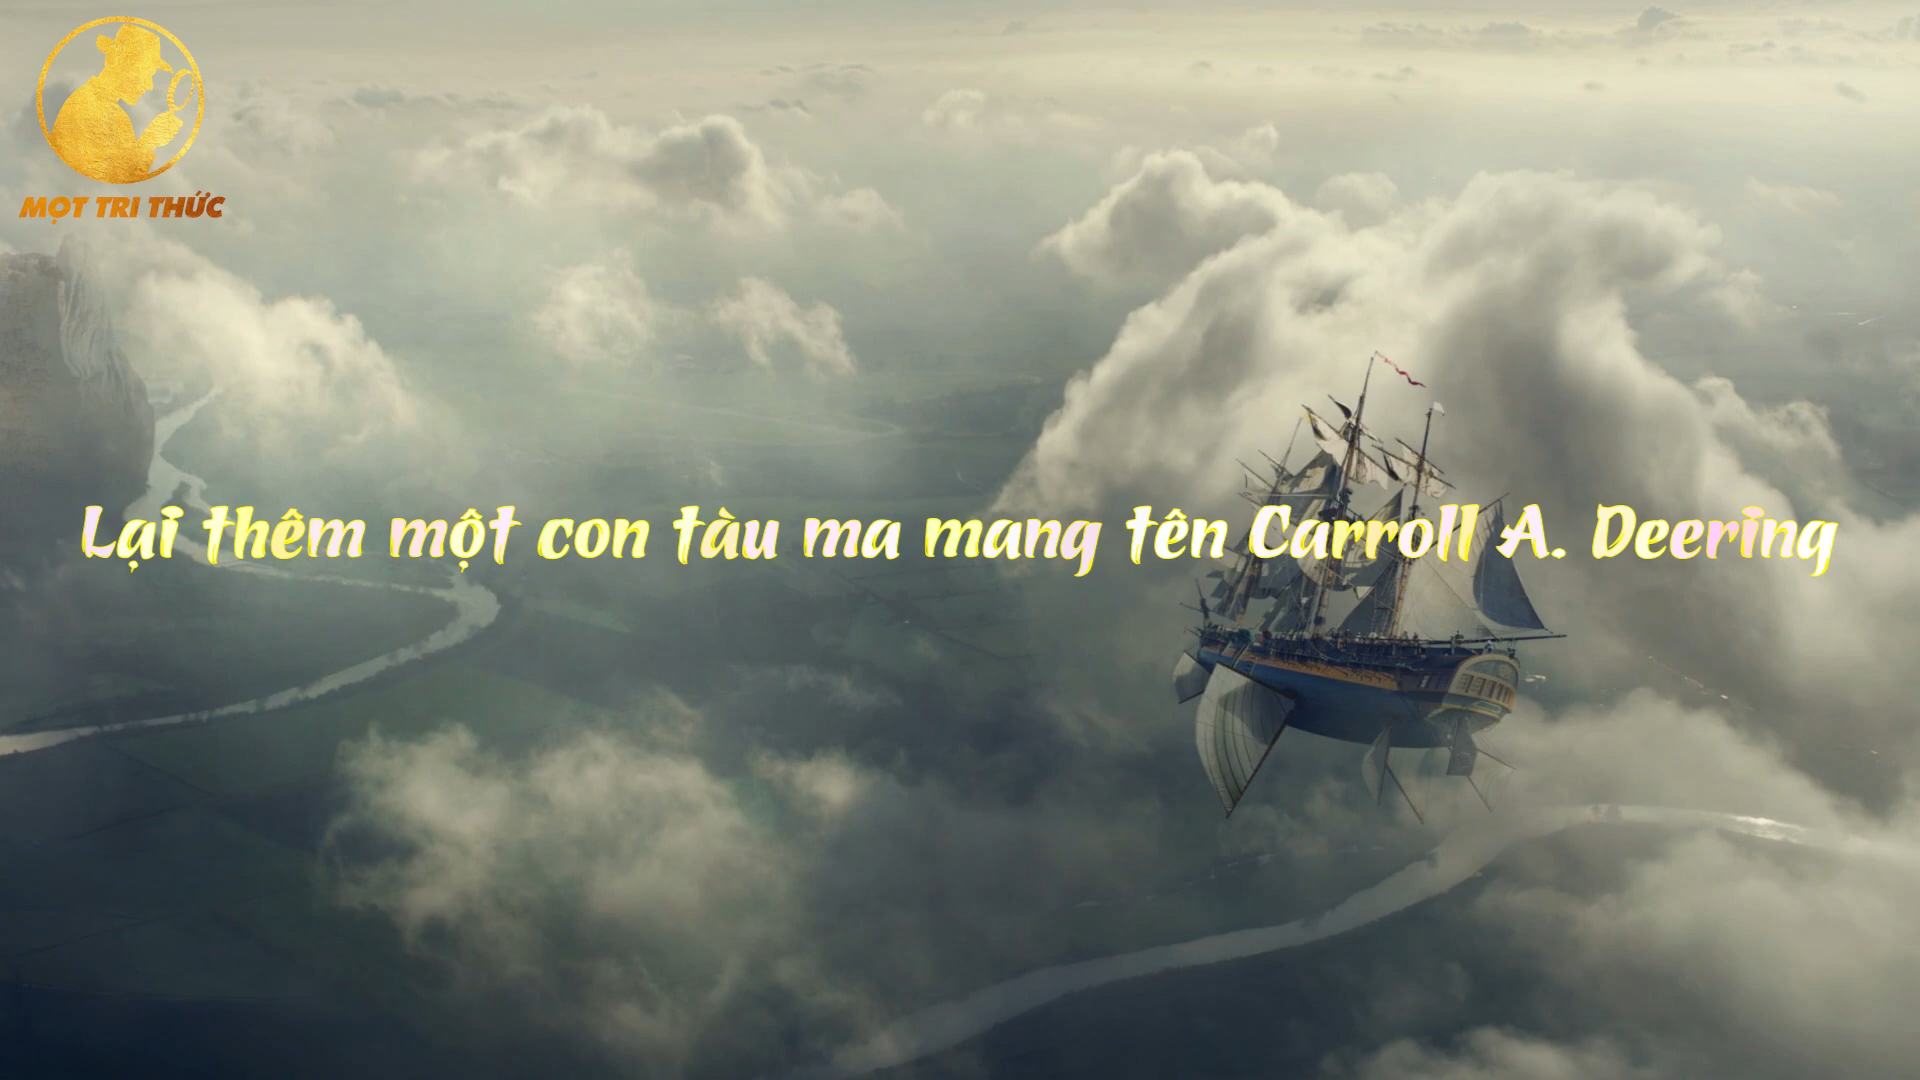 MỌT TRI THỨC
Lại thêm một con tàu ma mang tên Carroll A. Deering